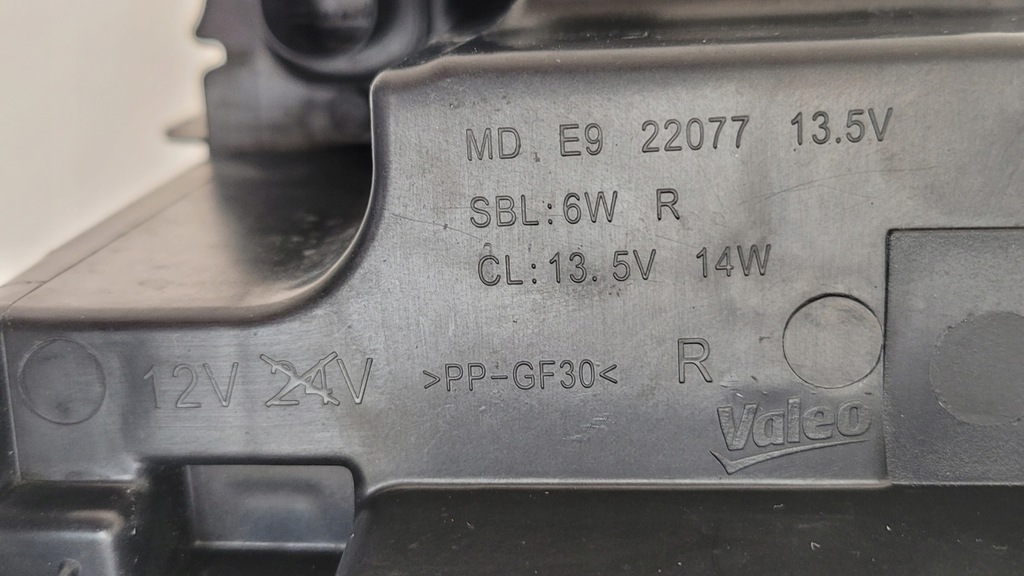 MD E9 22077 13.5V
SBL:6W R
CL:13.5V 14W
12V 24V >PP-GF30< R
Valeo